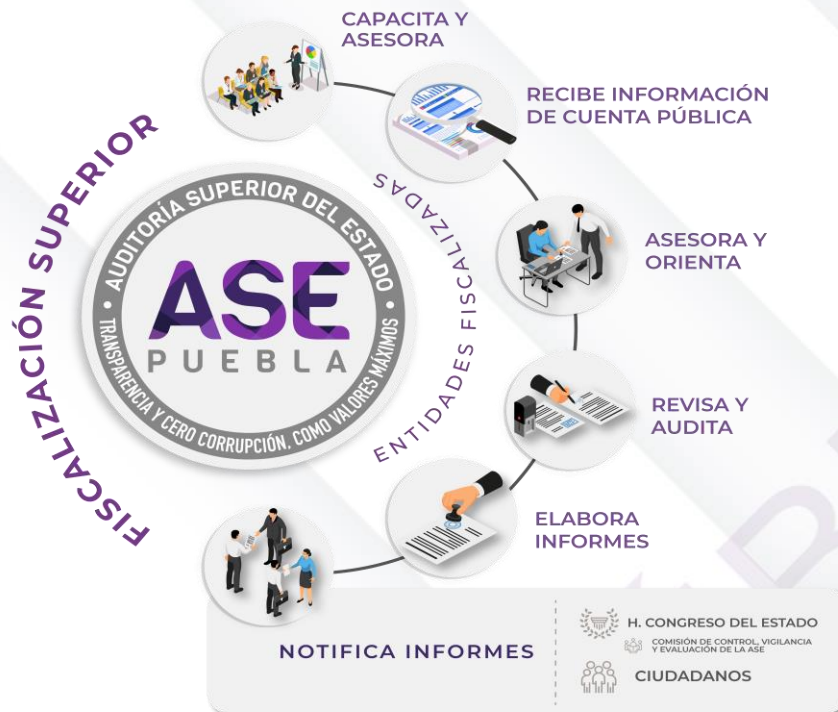 CAPACITA Y
ASESORA
RECIBE INFORMACIÓN
DE CUENTA PÚBLICA
FISCALIZACIÓN SUPERIOR
AUDITORÍA SUPERIOR DEL ESTADO
ASE
PUEBLA
TRANSPARENCIA Y CERO CORRUPCIÓN, COMO VALORES MÁXIMOS
ENTIDADES FISCALIZADAS
ASESORA Y
ORIENTA
REVISA Y
AUDITA
ELABORA
INFORMES
NOTIFICA INFORMES
H. CONGRESO DEL ESTADO
COMISIÓN DE CONTROL, VIGILANCIA
Y EVALUACIÓN DE LA ASE
CIUDADANOS